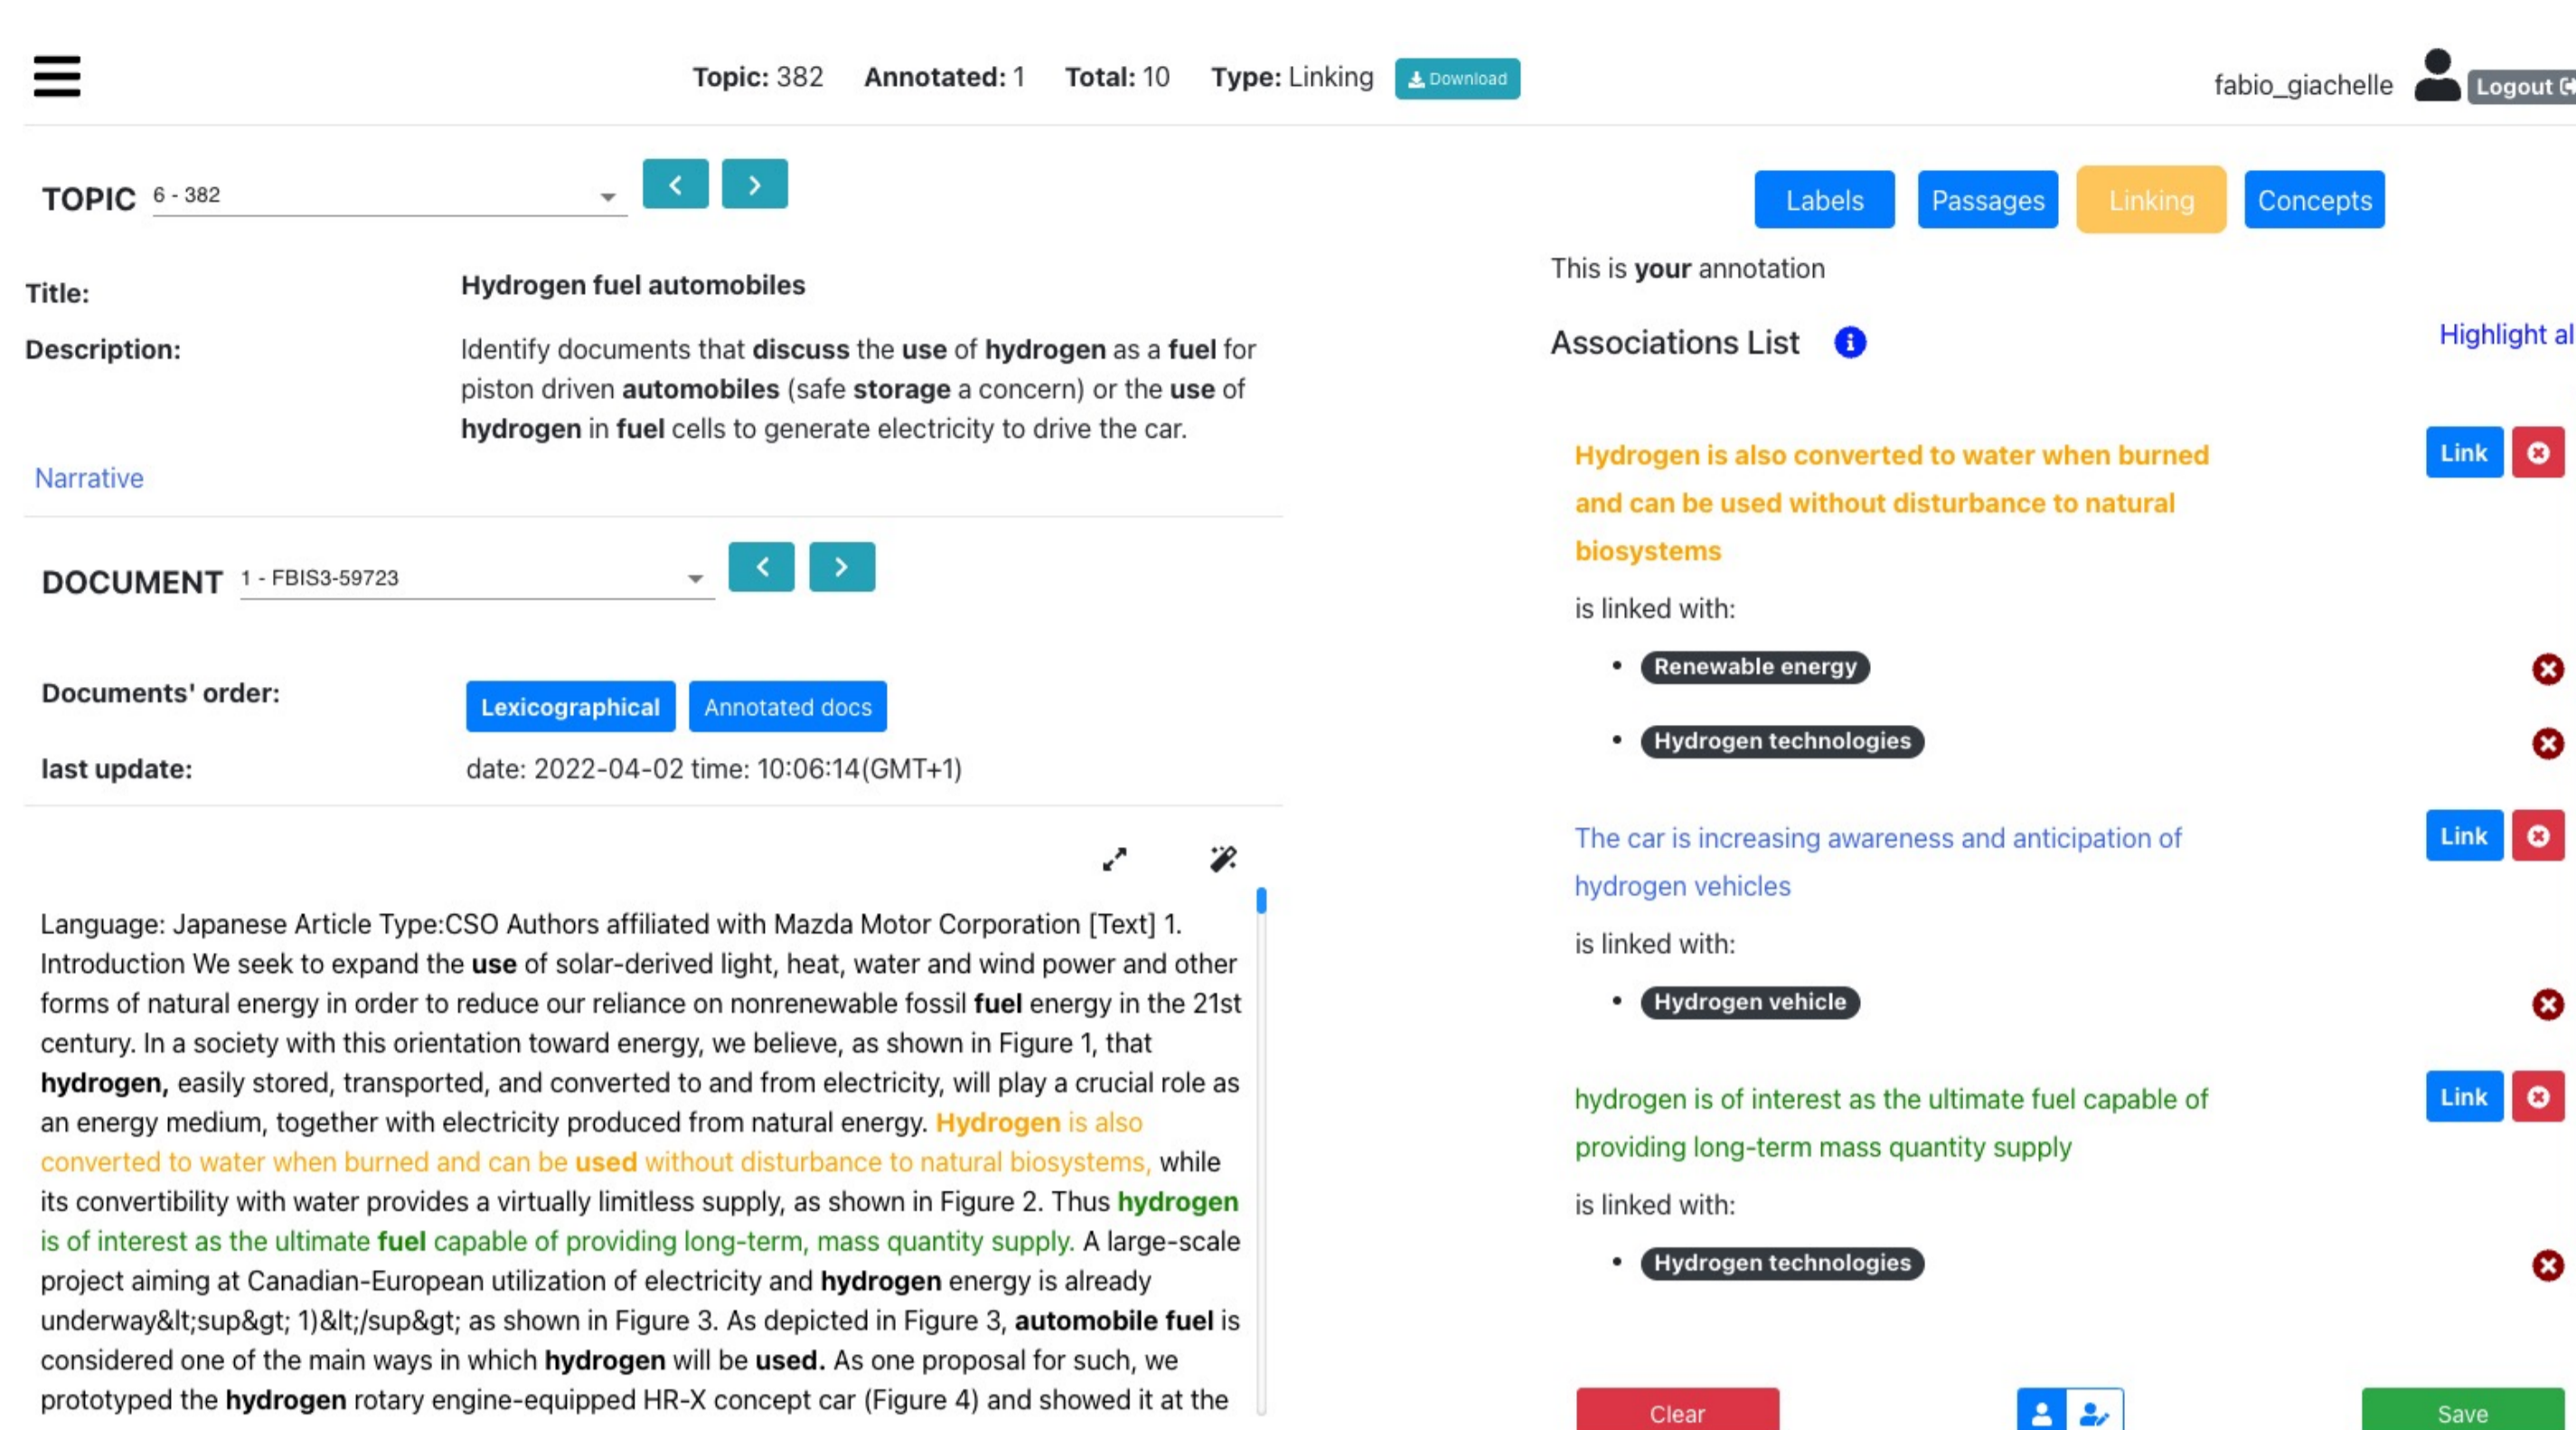 Topic: 382 Annotated: 1 Total: 10 Type: Linking Download
fabio_giachelle Logout
TOPIC 6 - 382
Title: Hydrogen fuel automobiles
Description: Identify documents that discuss the use of hydrogen as a fuel for
piston driven automobiles (safe storage a concern) or the use of
hydrogen in fuel cells to generate electricity to drive the car.
Narrative
DOCUMENT 1 - FBIS3-59723
Documents' order: Lexicographical Annotated docs
last update: date: 2022-04-02 time: 10:06:14(GMT+1)
Language: Japanese Article Type:CSO Authors affiliated with Mazda Motor Corporation [Text] 1.
Introduction We seek to expand the use of solar-derived light, heat, water and wind power and other
forms of natural energy in order to reduce our reliance on nonrenewable fossil fuel energy in the 21st
century. In a society with this orientation toward energy, we believe, as shown in Figure 1, that
hydrogen, easily stored, transported, and converted to and from electricity, will play a crucial role as
an energy medium, together with electricity produced from natural energy. Hydrogen is also
converted to water when burned and can be used without disturbance to natural biosystems, while
its convertibility with water provides a virtually limitless supply, as shown in Figure 2. Thus hydrogen
is of interest as the ultimate fuel capable of providing long-term, mass quantity supply. A large-scale
project aiming at Canadian-European utilization of electricity and hydrogen energy is already
underway&lt;sup&gt; 1)&lt;/sup&gt; as shown in Figure 3. As depicted in Figure 3, automobile fuel is
considered one of the main ways in which hydrogen will be used. As one proposal for such, we
prototyped the hydrogen rotary engine-equipped HR-X concept car (Figure 4) and showed it at the
Labels Passages Linking Concepts
This is your annotation
Associations List Highlight al
Hydrogen is also converted to water when burned Link
and can be used without disturbance to natural
biosystems
is linked with:
• Renewable energy
• Hydrogen technologies
The car is increasing awareness and anticipation of Link
hydrogen vehicles
is linked with:
• Hydrogen vehicle
hydrogen is of interest as the ultimate fuel capable of Link
providing long-term mass quantity supply
is linked with:
• Hydrogen technologies
Clear Save